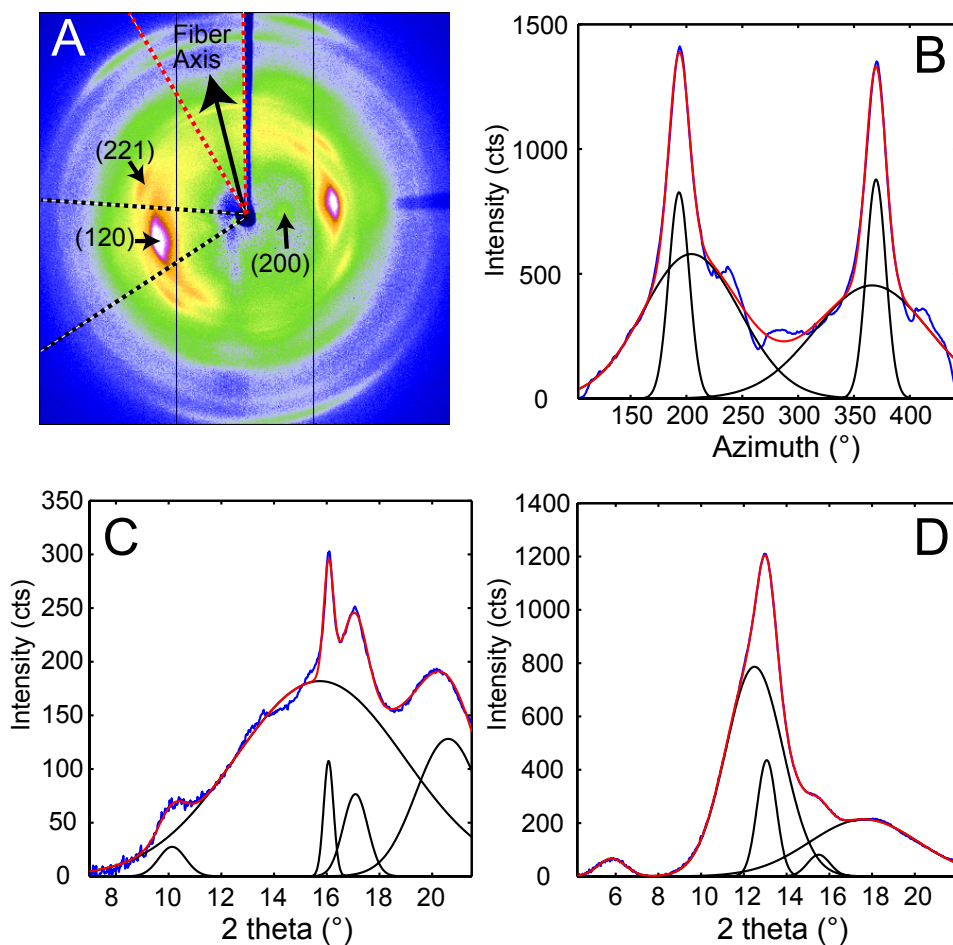 A
Fiber
Axis
(221)
(120)
(200)
B
1500
1000
500
0
Intensity (cts)
150 200 250 300 350 400
Azimuth (°)
C
350
300
250
200
150
100
50
0
Intensity (cts)
8 10 12 14 16 18 20
2 theta (°)
D
1400
1200
1000
800
600
400
200
0
Intensity (cts)
6 8 10 12 14 16 18 20
2 theta (°)